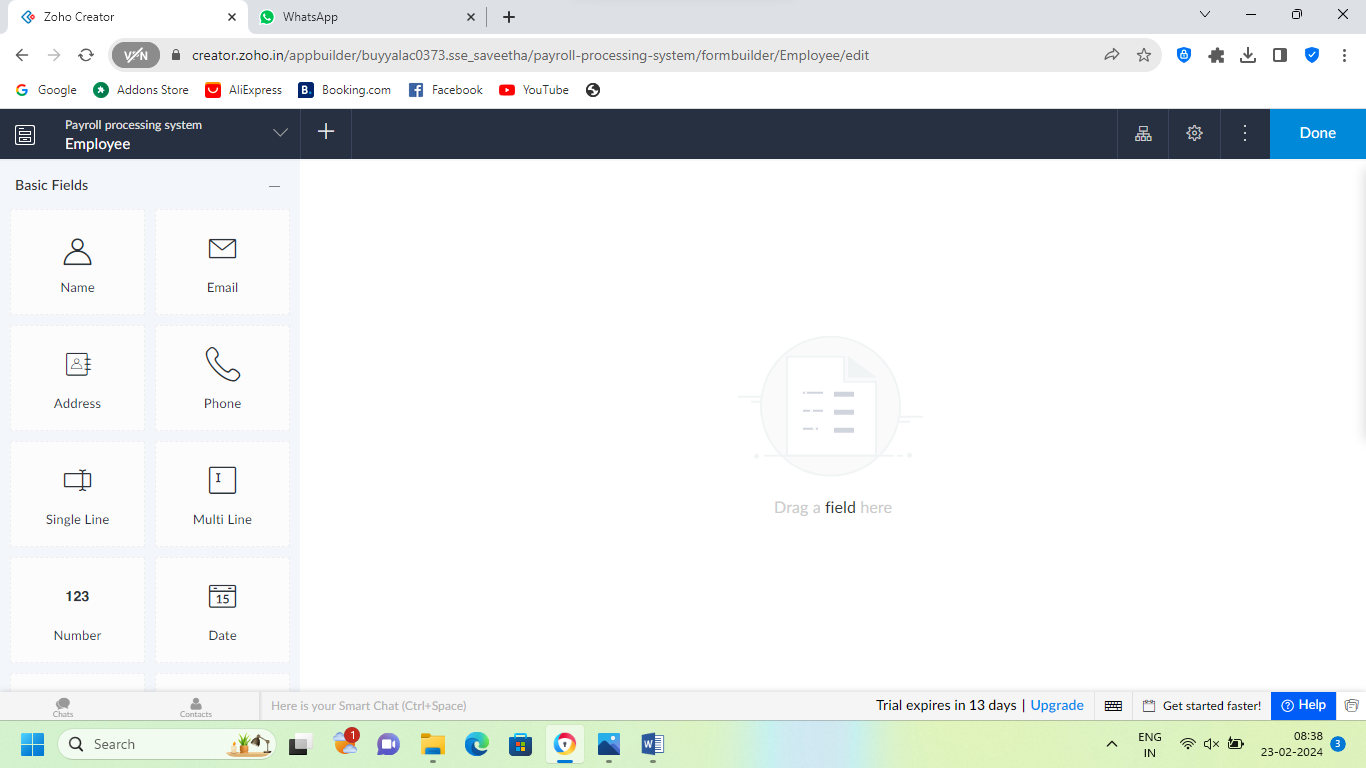 Zoho Creator
WhatsApp
VPN
creator.zoho.in/appbuilder/buyyalac0373.sse_saveetha/payroll-processing-system/formbuilder/Employee/edit
Google
Addons Store
AliExpress
B.
Booking.com
Facebook
YouTube
Payroll processing system
Employee
Done
Basic Fields
Name
Email
Address
Phone
Single Line
Multi Line
123
Number
15
Date
Drag a field here
Chats
Contacts
Here is your Smart Chat (Ctrl+Space)
Trial expires in 13 days | Upgrade
Get started faster!
Help
Search
1
ENG
IN
08:38
23-02-2024
3